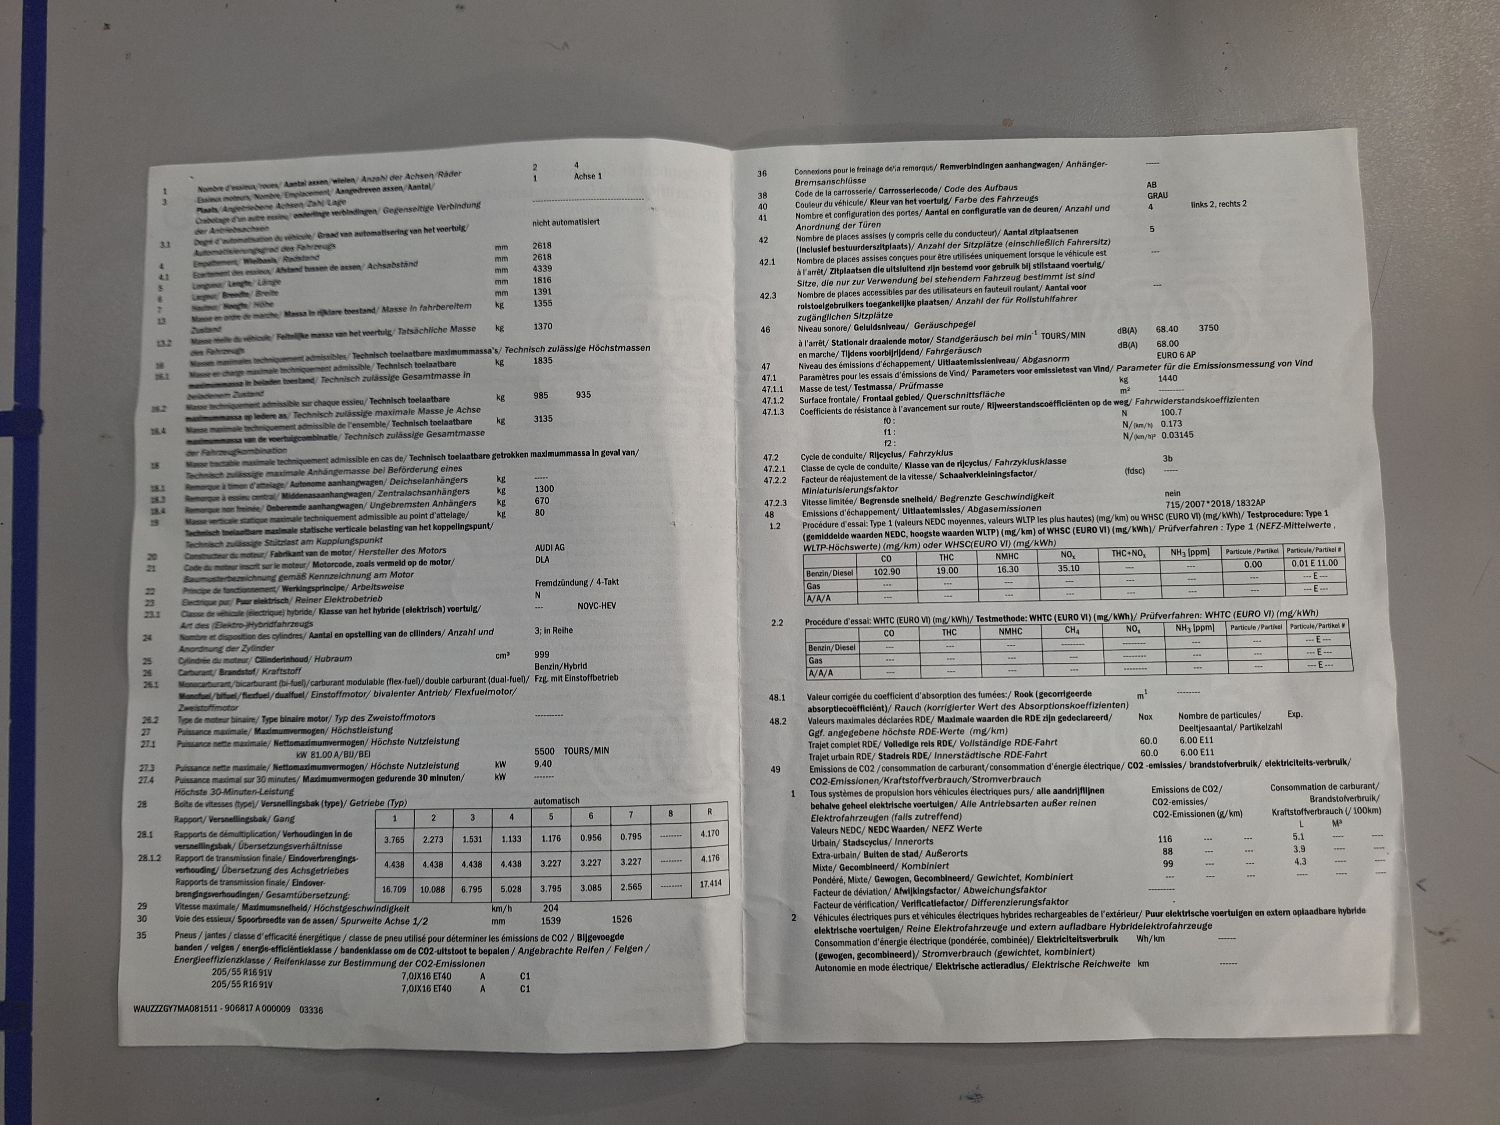 1 Nombre d'essieux/roues/ Aantal assen/wielen/ Anzahl der Achsen/Räder 2 4
3 Essieux moteurs/Nombre/ Emplacement/ Aangedreven assen/Aantal/ 1 Achse 1
Plaats/Angetriebene Achsen/Zahl/Lage
Crabotage d'un autre essieu/ onderlinge verbindingen/ Gegenseitige Verbindung
der Antriebsachsen
3.1 Degré d'automatisation du véhicule/ Graad van automatisering van het voertuig/ nicht automatisiert
Automatisierungsgrad des Fahrzeugs
4 Empattement/ Wielbasis/ Radstand mm 2618
4.1 Écartement des essieux/ Afstand tussen de assen/ Achsabstand mm 2618
5 Longueur/ Lengte/ Länge mm 4339
6 Largeur/ Breedte/ Breite mm 1816
7 Hauteur/ Hoogte/ Höhe mm 1391
13 Masse en ordre de marche/ Massa in rijklare toestand/ Masse in fahrbereitem kg 1355
Zustand
13.2 Masse réelle du véhicule/ Feitelijke massa van het voertuig/ Tatsächliche Masse kg 1370
des Fahrzeugs
16 Masses maximales techniquement admissibles/ Technisch toelaatbare maximummassa's/ Technisch zulässige Höchstmassen
16.1 Masse en charge maximale techniquement admissible/ Technisch toelaatbare kg 1835
maximummassa in beladen toestand/ Technisch zulässige Gesamtmasse in
beladenem Zustand
16.2 Masse techniquement admissible sur chaque essieu/ Technisch toelaatbare kg 985 935
maximummassa op iedere as/ Technisch zulässige maximale Masse je Achse
16.4 Masse maximale techniquement admissible de l'ensemble/ Technisch toelaatbare kg 3135
maximummassa van de voertuigcombinatie/ Technisch zulässige Gesamtmasse
der Fahrzeugkombination
18 Masse tractable maximale techniquement admissible en cas de/ Technisch toelaatbare getrokken maximummassa in geval van/
Technisch zulässige maximale Anhängemasse bei Beförderung eines
18.1 Remorque à timon d'attelage/ Autonome aanhangwagen/ Deichselanhängers kg -----
18.3 Remorque à essieu central/ Middenasaanhangwagen/ Zentralachsanhängers kg 1300
18.4 Remorque non freinée/ Onberemde aanhangwagen/ Ungebremsten Anhängers kg 670
19 Masse verticale statique maximale techniquement admissible au point d'attelage/ kg 80
Technisch toelaatbare maximale statische verticale belasting van het koppelingspunt/
Technisch zulässige Stützlast am Kupplungspunkt
20 Constructeur du moteur/ Fabrikant van de motor/ Hersteller des Motors AUDI AG
21 Code du moteur inscrit sur le moteur/ Motorcode, zoals vermeld op de motor/ DLA
Baumusterbezeichnung gemäß Kennzeichnung am Motor
22 Principe de fonctionnement/ Werkingsprincipe/ Arbeitsweise Fremdzündung / 4-Takt
23 Electrique pur/ Puur elektrisch/ Reiner Elektrobetrieb N
23.1 Classe de véhicule (électrique) hybride/ Klasse van het hybride (elektrisch) voertuig/ --- NOVC-HEV
Art des (Elektro-)Hybridfahrzeugs
24 Nombre et disposition des cylindres/ Aantal en opstelling van de cilinders/ Anzahl und 3; in Reihe
Anordnung der Zylinder
25 Cylindrée du moteur/ Cilinderinhoud/ Hubraum cm³ 999
26 Carburant/ Brandstof/ Kraftstoff Benzin/Hybrid
26.1 Monocarburant/bicarburant (bi-fuel)/carburant modulable (flex-fuel)/double carburant (dual-fuel)/ Fzg. mit Einstoffbetrieb
Monofuel/bifuel/flexfuel/dualfuel/ Einstoffmotor/ bivalenter Antrieb/ Flexfuelmotor/
Zweistoffmotor
26.2 Type de moteur binaire/ Type binaire motor/ Typ des Zweistoffmotors ----------
27 Puissance maximale/ Maximumvermogen/ Höchstleistung
27.1 Puissance nette maximale/ Nettomaximumvermogen/ Höchste Nutzleistung 5500 TOURS/MIN
kW 81.00 A/BIJ/BEI
27.3 Puissance nette maximale/ Nettomaximumvermogen/ Höchste Nutzleistung kW 9.40
27.4 Puissance maximal sur 30 minutes/ Maximumvermogen gedurende 30 minuten/ kW -------
Höchste 30-Minuten-Leistung
28 Boîte de vitesses (type)/ Versnellingsbak (type)/ Getriebe (Typ) automatisch
Rapport/ Versnellingsbak/ Gang 1 2 3 4 5 6 7 8 R
28.1 Rapports de démultiplication/ Verhoudingen in de
versnellingsbak/ Übersetzungsverhältnisse 3.765 2.273 1.531 1.133 1.176 0.956 0.795 -------- 4.170
28.1.2 Rapport de transmission finale/ Eindoverbrengings-
verhouding/ Übersetzung des Achsgetriebes 4.438 4.438 4.438 4.438 3.227 3.227 3.227 -------- 4.176
Rapports de transmission finale/ Eindover-
brengingsverhoudingen/ Gesamtübersetzung: 16.709 10.088 6.795 5.028 3.795 3.085 2.565 -------- 17.414
29 Vitesse maximale/ Maximumsnelheid/ Höchstgeschwindigkeit km/h 204
30 Voie des essieux/ Spoorbreedte van de assen/ Spurweite Achse 1/2 mm 1539 1526
35 Pneus / jantes / classe d'efficacité énergétique / classe de pneu utilisé pour déterminer les émissions de CO2 / Bijgevoegde
banden / velgen / energie-efficiëntieklasse / bandenklasse om de CO2-uitstoot te bepalen / Angebrachte Reifen / Felgen /
Energieeffizienzklasse / Reifenklasse zur Bestimmung der CO2-Emissionen
205/55 R16 91V 7,0JX16 ET40 A C1
205/55 R16 91V 7,0JX16 ET40 A C1
WAUZZZGY7MA081511 - 906817 A 000009 03336
36 Connexions pour le freinage de/la remorque/ Remverbindingen aanhangwagen/ Anhänger- ----
Bremsanschlüsse
38 Code de la carrosserie/ Carrosseriecode/ Code des Aufbaus AB
40 Couleur du véhicule/ Kleur van het voertuig/ Farbe des Fahrzeugs GRAU
41 Nombre et configuration des portes/ Aantal en configuratie van de deuren/ Anzahl und 4 links 2, rechts 2
Anordnung der Türen
42 Nombre de places assises (y compris celle du conducteur)/ Aantal zitplaatsenen 5
(inclusief bestuurderszitplaats)/ Anzahl der Sitzplätze (einschließlich Fahrersitz)
42.1 Nombre de places assises conçues pour être utilisées uniquement lorsque le véhicule est ---
à l'arrêt/ Zitplaatsen die uitsluitend zijn bestemd voor gebruik bij stilstaand voertuig/
Sitze, die nur zur Verwendung bei stehendem Fahrzeug bestimmt ist sind
42.3 Nombre de places accessibles par des utilisateurs en fauteuil roulant/ Aantal voor ---
rolstoelgebruikers toegankelijke plaatsen/ Anzahl der für Rollstuhlfahrer
zugänglichen Sitzplätze
46 Niveau sonore/ Geluidsniveau/ Geräuschpegel
à l'arrêt/ Stationair draaiende motor/ Standgeräusch bei min⁻¹ TOURS/MIN dB(A) 68.40 3750
en marche/ Tijdens voorbijrijdend/ Fahrgeräusch dB(A) 68.00
47 Niveau des émissions d'échappement/ Uitlaatemissieniveau/ Abgasnorm EURO 6 AP
47.1 Paramètres pour les essais d'émissions de Vind/ Parameters voor emissietest van Vind/ Parameter für die Emissionsmessung von Vind
47.1.1 Masse de test/ Testmassa/ Prüfmasse kg 1440
47.1.2 Surface frontale/ Frontaal gebied/ Querschnittsfläche m² ---------
47.1.3 Coefficients de résistance à l'avancement sur route/ Rijweerstandscoëfficiënten op de weg/ Fahrwiderstandskoeffizienten
f0 : N 100.7
f1 : N/(km/h) 0.173
f2 : N/(km/h)² 0.03145
47.2 Cycle de conduite/ Rijcyclus/ Fahrzyklus
47.2.1 Classe de cycle de conduite/ Klasse van de rijcyclus/ Fahrzyklusklasse 3b
47.2.2 Facteur de réajustement de la vitesse/ Schaalverkleiningsfactor/ (fdsc) -----
Miniaturisierungsfaktor
47.2.3 Vitesse limitée/ Begrensde snelheid/ Begrenzte Geschwindigkeit nein
48 Emissions d'échappement/ Uitlaatemissies/ Abgasemissionen 715/2007*2018/1832AP
1.2 Procédure d'essai: Type 1 (valeurs NEDC moyennes, valeurs WLTP les plus hautes) (mg/km) ou WHSC (EURO VI) (mg/kWh)/ Testprocedure: Type 1
(gemiddelde waarden NEDC, hoogste waarden WLTP) (mg/km) of WHSC (EURO VI) (mg/kWh)/ Prüfverfahren : Type 1 (NEFZ-Mittelwerte ,
WLTP-Höchswerte) (mg/km) oder WHSC(EURO VI) (mg/kWh)
CO THC NMHC NOx THC+NOx NH3 [ppm] Particule /Partikel Particule/Partikel #
Benzin/Diesel 102.90 19.00 16.30 35.10 --- --- 0.00 0.01 E 11.00
Gas --- --- --- --- --- --- --- --- E ---
A/A/A --- --- --- --- --- --- --- --- E ---
2.2 Procédure d'essai: WHTC (EURO VI) (mg/kWh)/ Testmethode: WHTC (EURO VI) (mg/kWh)/ Prüfverfahren: WHTC (EURO VI) (mg/kWh)
CO THC NMHC CH4 NOx NH3 [ppm] Particule /Partikel Particule/Partikel #
Benzin/Diesel --- --- --- -------- -------- --- --- --- E ---
Gas --- --- --- --- --- --- --- --- E ---
A/A/A --- --- --- --- -------- --- --- --- E ---
48.1 Valeur corrigée du coefficient d'absorption des fumées:/ Rook (gecorrigeerde m¹ --------
absorptiecoëfficiënt)/ Rauch (korrigierter Wert des Absorptionskoeffizienten)
48.2 Valeurs maximales déclarées RDE/ Maximale waarden die RDE zijn gedeclareerd/ Nox Nombre de particules/ Exp.
Ggf. angegebene höchste RDE-Werte (mg/km) Deeltjesaantal/ Partikelzahl
Trajet complet RDE/ Volledige reis RDE/ Vollständige RDE-Fahrt 60.0 6.00 E11
Trajet urbain RDE/ Stadreis RDE/ Innerstädtische RDE-Fahrt 60.0 6.00 E11
49 Emissions de CO2 /consommation de carburant/consommation d'énergie électrique/ CO2 -emissies/ brandstofverbruik/ elektriciteits-verbruik/
CO2-Emissionen/Kraftstoffverbrauch/Stromverbrauch
1 Tous systèmes de propulsion hors véhicules électriques purs/ alle aandrijflijnen Emissions de CO2/ Consommation de carburant/
behalve geheel elektrische voertuigen/ Alle Antriebsarten außer reinen CO2-emissies/ Brandstofverbruik/
Elektrofahrzeugen (falls zutreffend) CO2-Emissionen (g/km) Kraftstoffverbrauch (/ 100km)
Valeurs NEDC/ NEDC Waarden/ NEFZ Werte L M³
Urbain/ Stadscyclus/ Innerorts 116 --- --- 5.1 ---- ----
Extra-urbain/ Buiten de stad/ Außerorts 88 --- --- 3.9 ---- ----
Mixte/ Gecombineerd/ Kombiniert 99 --- --- 4.3 ---- ----
Pondéré, Mixte/ Gewogen, Gecombineerd/ Gewichtet, Kombiniert --- --- --- ---- ---- ----
Facteur de déviation/ Afwijkingsfactor/ Abweichungsfaktor --------
Facteur de vérification/ Verificatiefactor/ Differenzierungsfaktor -
2 Véhicules électriques purs et véhicules électriques hybrides rechargeables de l'extérieur/ Puur elektrische voertuigen en extern oplaadbare hybride
elektrische voertuigen/ Reine Elektrofahrzeuge und extern aufladbare Hybridelektrofahrzeuge
Consommation d'énergie électrique (pondérée, combinée)/ Elektriciteitsverbruik Wh/km ------
(gewogen, gecombineerd)/ Stromverbrauch (gewichtet, kombiniert)
Autonomie en mode électrique/ Elektrische actieradius/ Elektrische Reichweite km ------